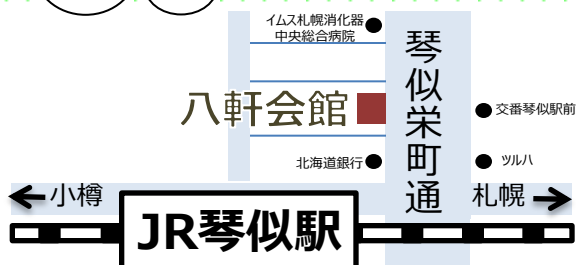 イムス札幌消化器
中央総合病院
琴似栄町通
八軒会館
交番琴似駅前
北海道銀行
ツルハ
小樽
札幌
JR琴似駅